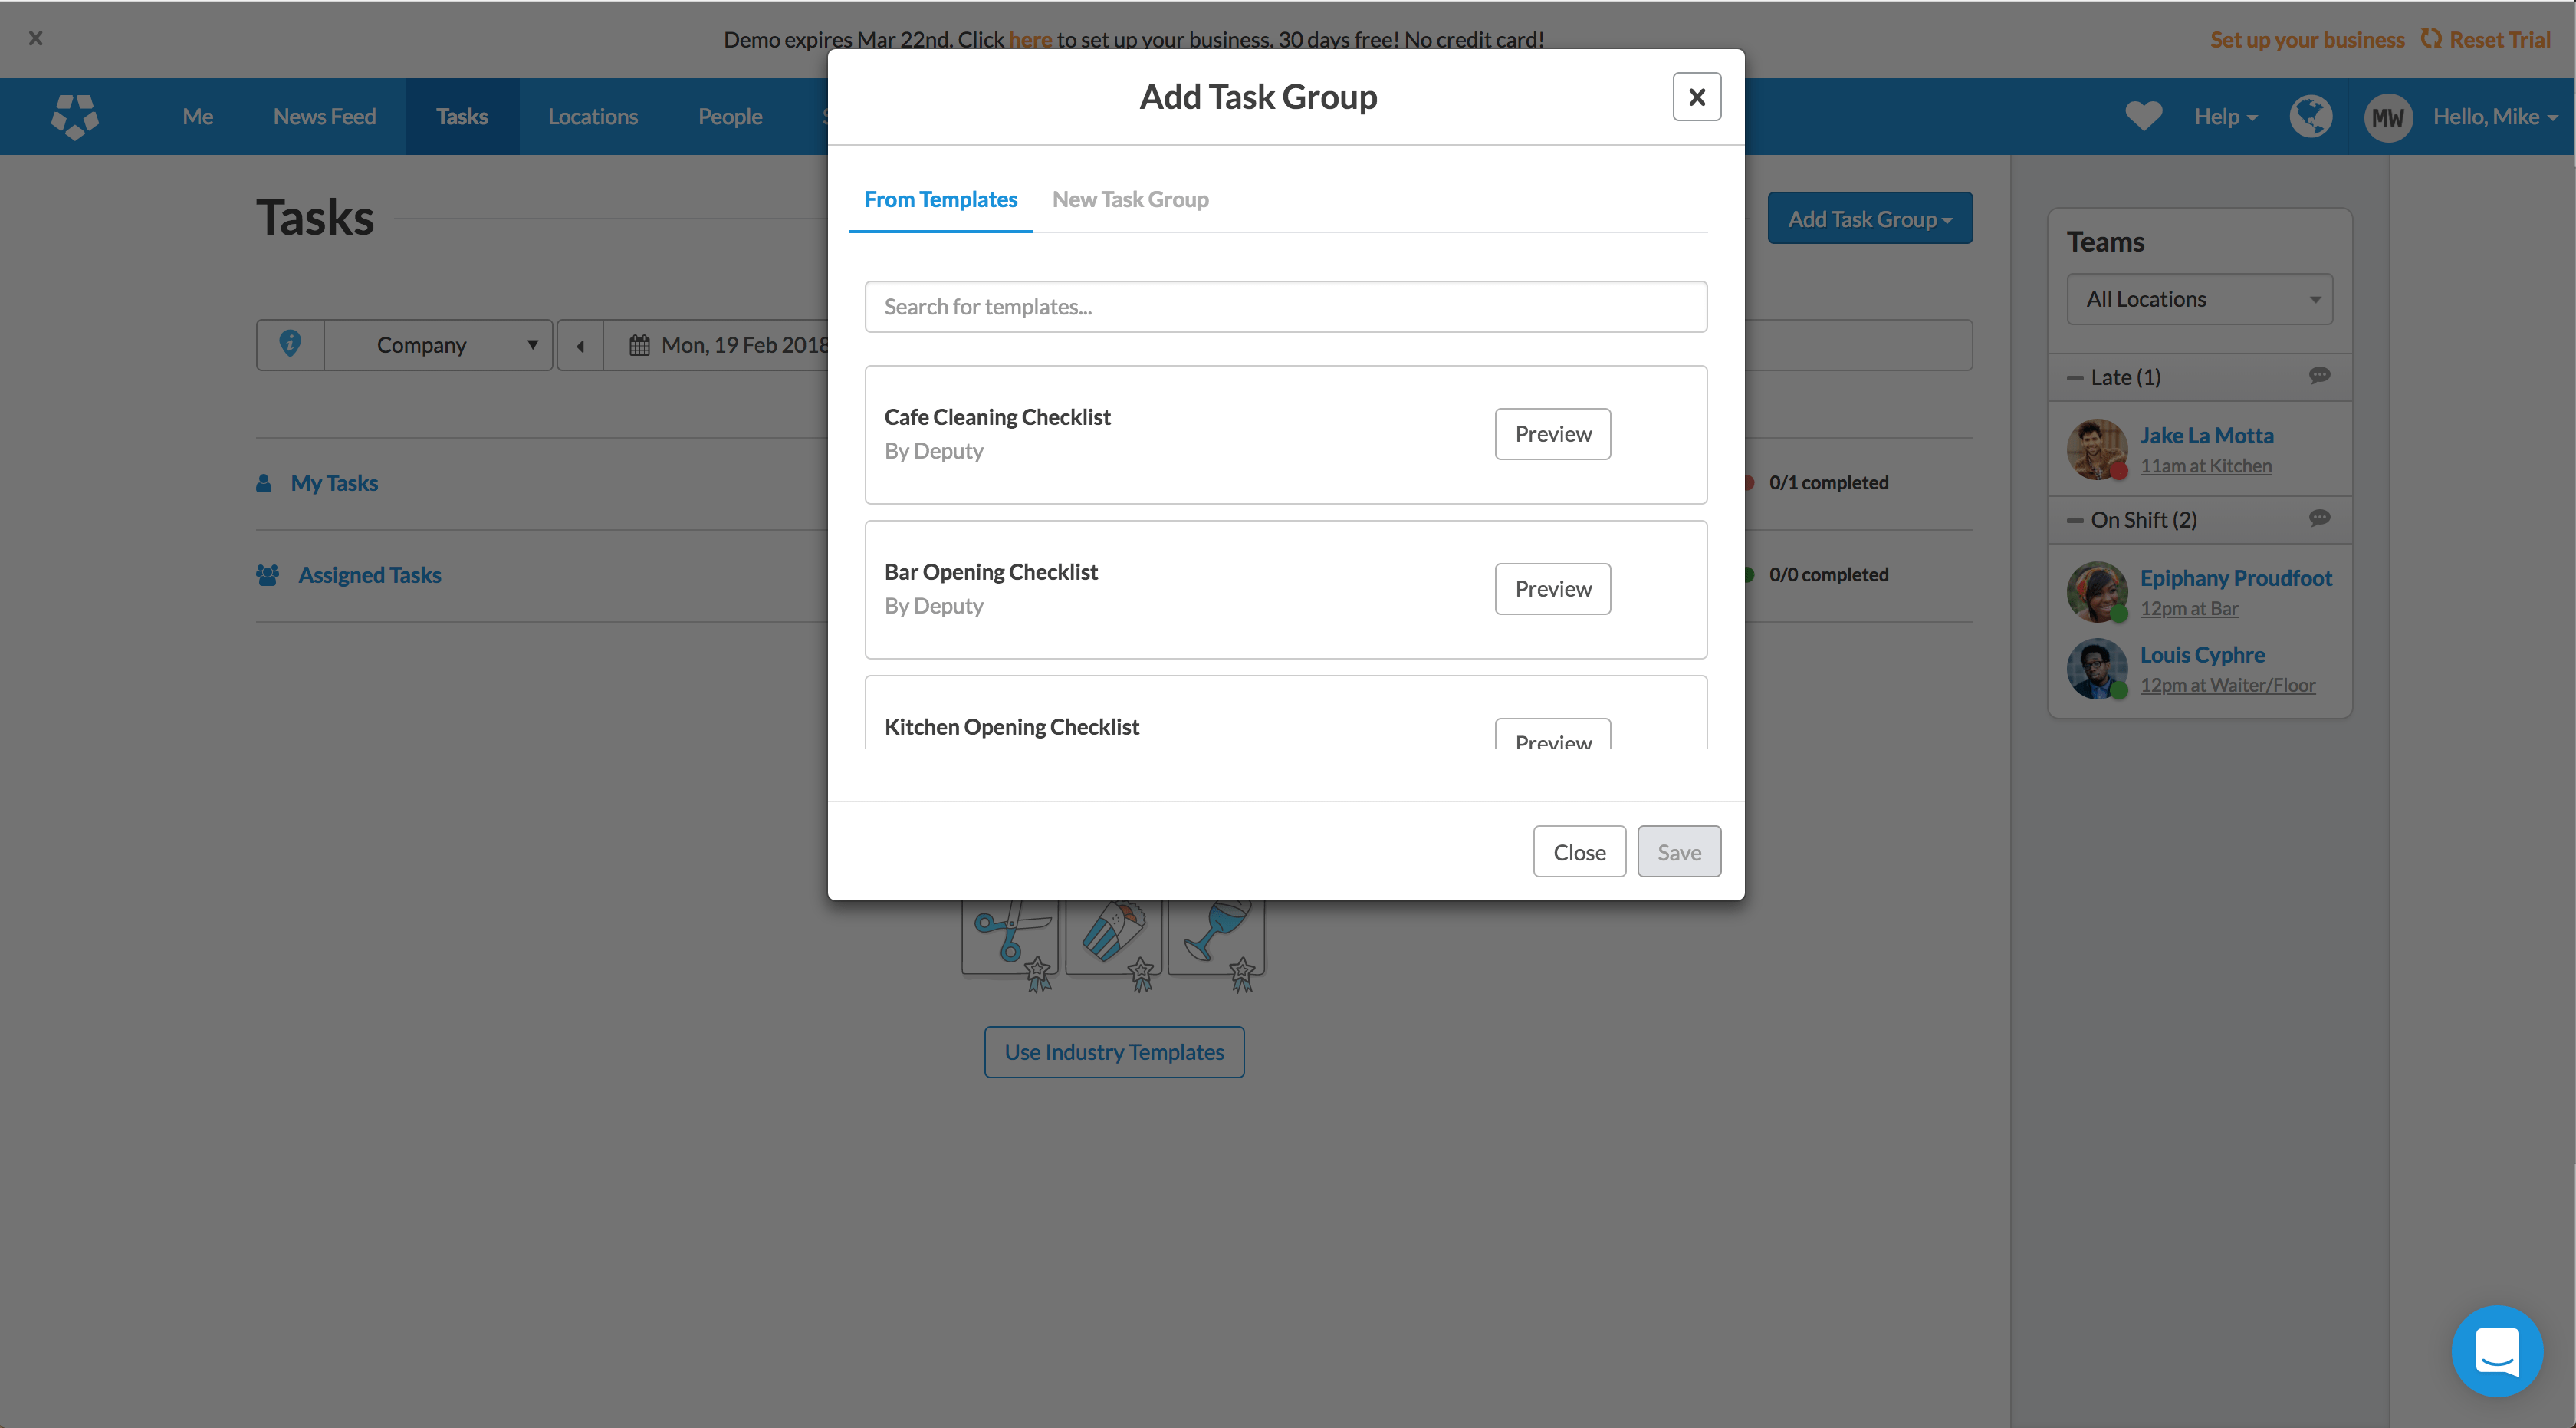 Demo expires Mar 22nd. Click here to set up your business. 30 days free! No credit card!
Set up your business Reset Trial
Me News Feed Tasks Locations People S
Help
MW Hello, Mike
Add Task Group
From Templates New Task Group
Search for templates...
Cafe Cleaning Checklist
By Deputy
Preview
Bar Opening Checklist
By Deputy
Preview
Kitchen Opening Checklist
Preview
Close Save
Tasks
Add Task Group
Company
Mon, 19 Feb 2018
My Tasks
0/1 completed
Assigned Tasks
0/0 completed
Use Industry Templates
Teams
All Locations
Late (1)
Jake La Motta
11am at Kitchen
On Shift (2)
Epiphany Proudfoot
12pm at Bar
Louis Cyphre
12pm at Waiter/Floor